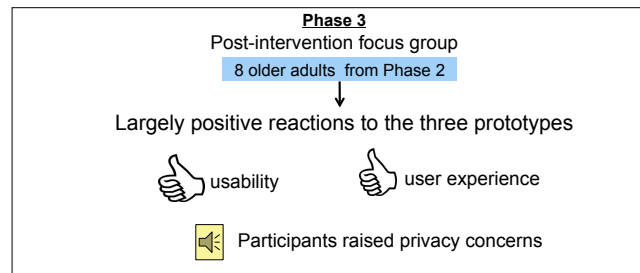 Phase 3
Post-intervention focus group
8 older adults from Phase 2
Largely positive reactions to the three prototypes
usability
user experience
Participants raised privacy concerns